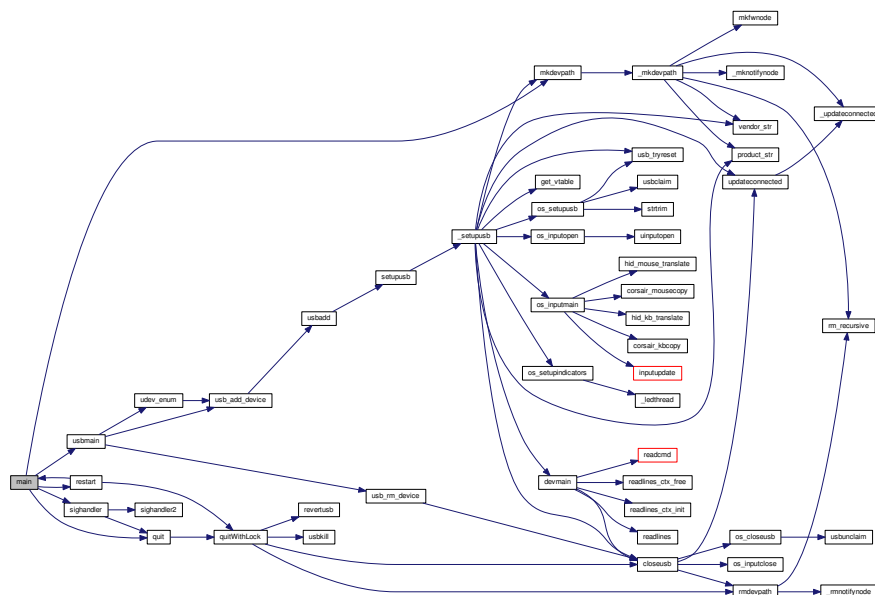 mkfwnode
mkdevpath
_mkdevpath
_mknotifynode
_updateconnected
vendor_str
usb_tryreset
product_str
get_vtable
usbclaim
updateconnected
os_setupusb
strtrim
_setupusb
os_inputopen
uinputopen
hid_mouse_translate
setupusb
corsair_mousecopy
os_inputmain
usbadd
hid_kb_translate
rm_recursive
corsair_kbcopy
os_setupindicators
inputupdate
udev_enum
usb_add_device
_ledthread
usbmain
readcmd
main
restart
devmain
readlines_ctx_free
usb_rm_device
sighandler
sighandler2
revertusb
readlines_ctx_init
quit
quitWithLock
usbkill
readlines
os_closeusb
usbunclaim
closeusb
os_inputclose
rmdevpath
_rmnotifynode